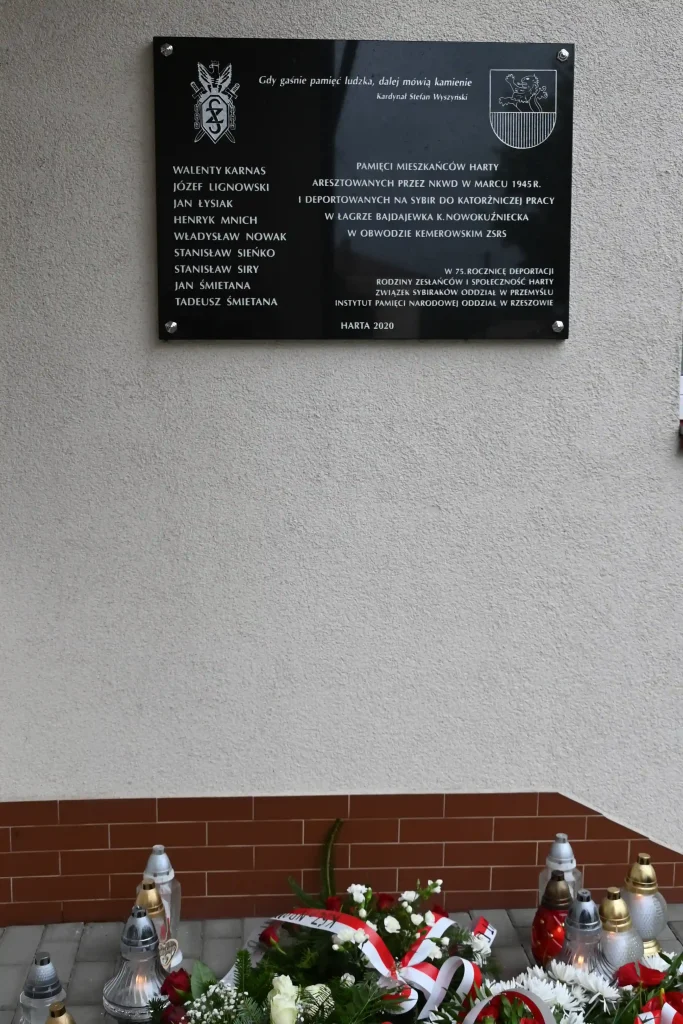 Gdy gaśnie pamięć ludzka, dalej mówią kamienie
Kardynał Stefan Wyszyński
WALENTY KARNAS
JÓZEF LIGNOWSKI
JAN ŁYSIAK
HENRYK MNICH
WŁADYSŁAW NOWAK
STANISŁAW SIEŃKO
STANISŁAW SIRY
JAN ŚMIETANA
TADEUSZ ŚMIETANA
PAMIĘCI MIESZKAŃCÓW HARTY
ARESZTOWANYCH PRZEZ NKWD W MARCU 1945 R.
I DEPORTOWANYCH NA SYBIR DO KATORŻNICZEJ PRACY
W ŁAGRZE BAJDAJEWKA K. NOWOKUŹNIECKA
W OBWODZIE KEMEROWSKIM ZSRS
W 75. ROCZNICĘ DEPORTACJI
RODZINY ZESŁAŃCÓW I SPOŁECZNOŚĆ HARTY
ZWIĄZEK SYBIRAKÓW ODDZIAŁ W PRZEMYŚLU
INSTYTUT PAMIĘCI NARODOWEJ ODDZIAŁ W RZESZOWIE
HARTA 2020